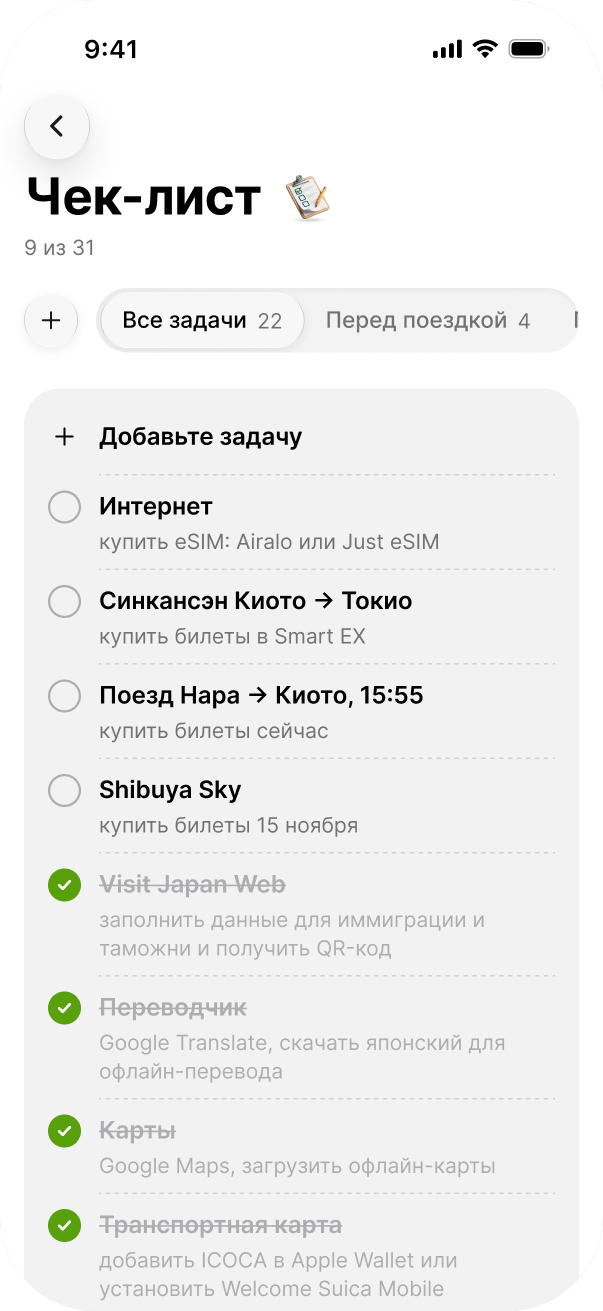 9:41
Чек-лист
9 из 31
Все задачи 22
Перед поездкой 4
Добавьте задачу
Интернет
купить eSIM: Airalo или Just eSIM
Синкансэн Киото → Токио
купить билеты в Smart EX
Поезд Нара → Киото, 15:55
купить билеты сейчас
Shibuya Sky
купить билеты 15 ноября
Visit Japan Web
заполнить данные для иммиграции и
таможни и получить QR-код
Переводчик
Google Translate, скачать японский для
офлайн-перевода
Карты
Google Maps, загрузить офлайн-карты
Транспортная карта
добавить ICOCA в Apple Wallet или
установить Welcome Suica Mobile